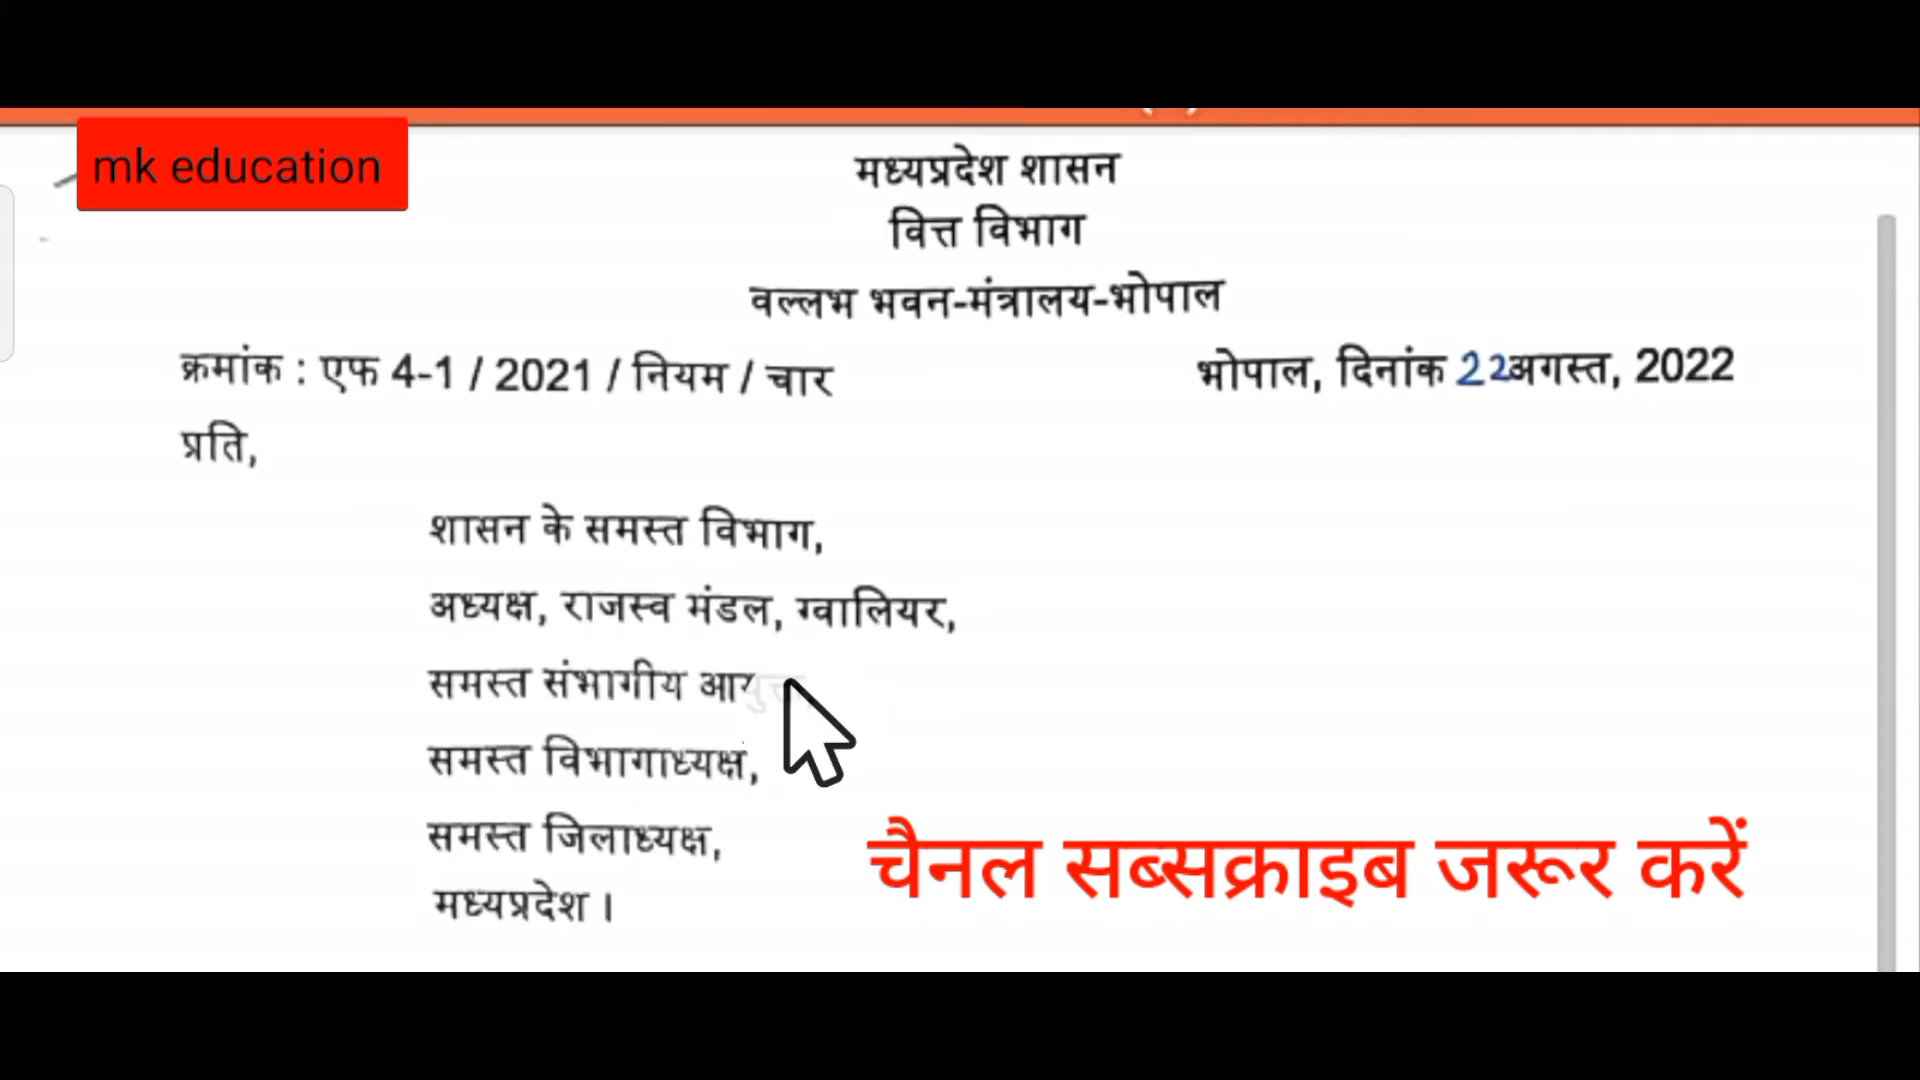 mk education
मध्यप्रदेश शासन
वित्त विभाग
वल्लभ भवन-मंत्रालय-भोपाल
क्रमांक : एफ 4-1 / 2021 / नियम / चार भोपाल, दिनांक 22अगस्त, 2022
प्रति,
शासन के समस्त विभाग,
अध्यक्ष, राजस्व मंडल, ग्वालियर,
समस्त संभागीय
समस्त विभागाध्यक्ष,
समस्त जिलाध्यक्ष,
मध्यप्रदेश ।
चैनल सब्सक्राइब जरूर करें